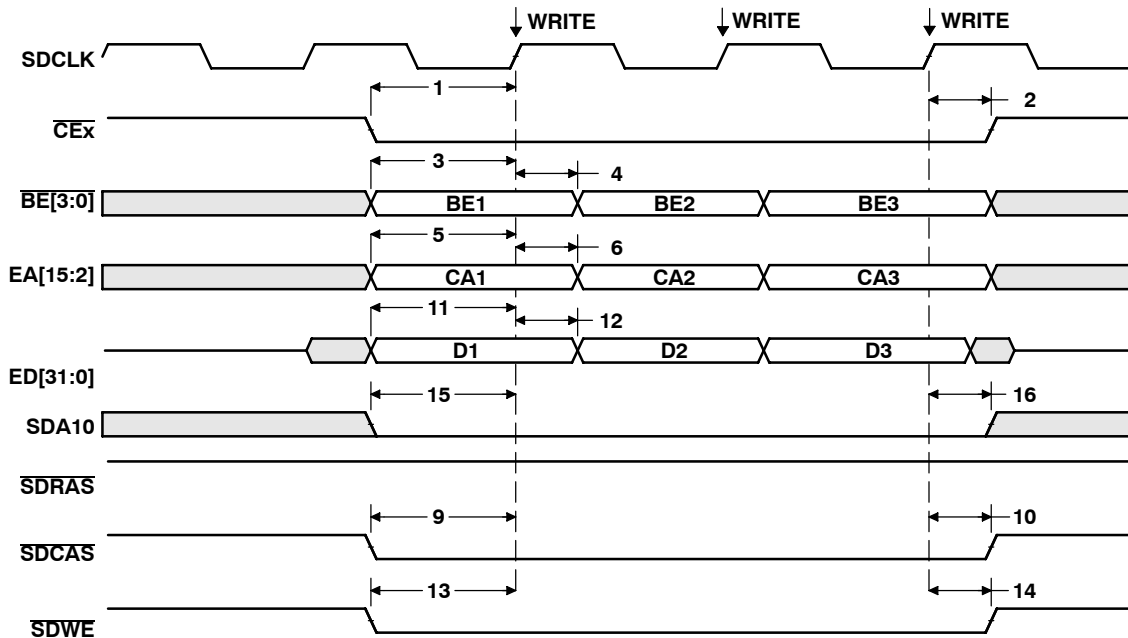 WRITE WRITE WRITE
SDCLK
1 2
CEx
3 4
BE[3:0] BE1 BE2 BE3
5 6
EA[15:2] CA1 CA2 CA3
11 12
D1 D2 D3
ED[31:0]
15 16
SDA10
SDRAS
9 10
SDCAS
13 14
SDWE